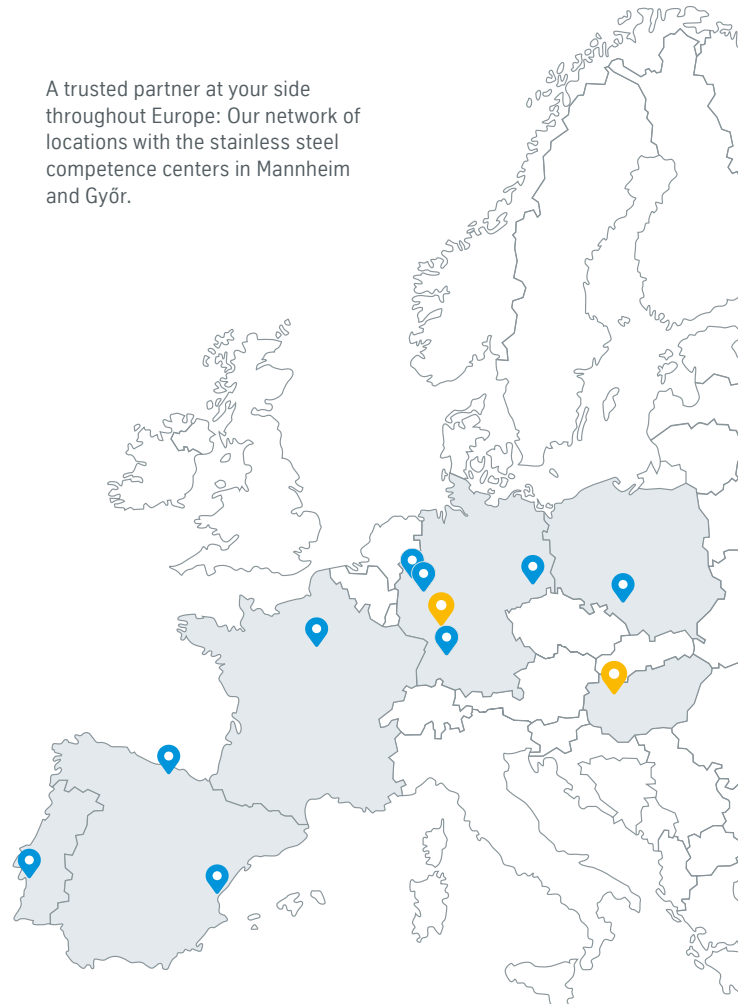 A trusted partner at your side
throughout Europe: Our network of
locations with the stainless steel
competence centers in Mannheim
and Győr.